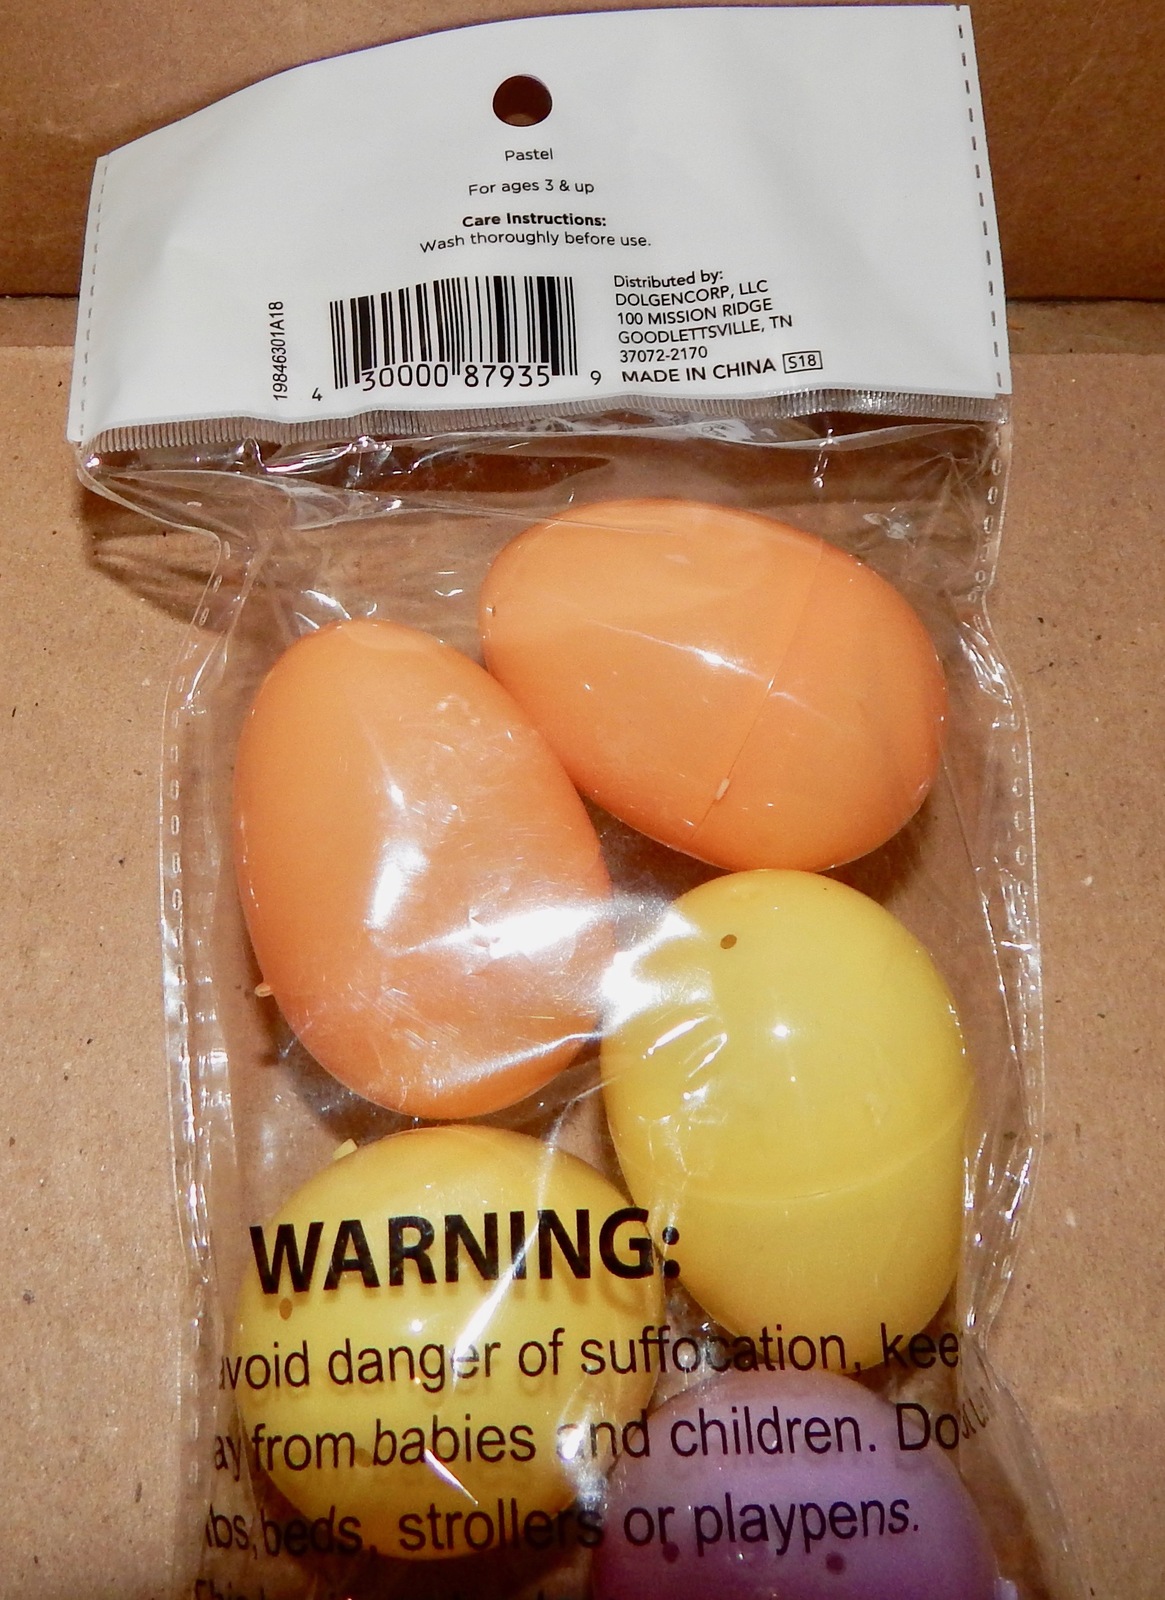 Pastel
For ages 3 & up
Care Instructions:
Wash thoroughly before use.
19846301A18
4 30000 87935 9
Distributed by:
DOLGENCORP, LLC
100 MISSION RIDGE
GOODLETTSVILLE, TN
37072-2170
MADE IN CHINA S18
WARNING:
avoid danger of suffocation, kee
ay from babies and children. Do
ibs, beds, strollers or playpens.